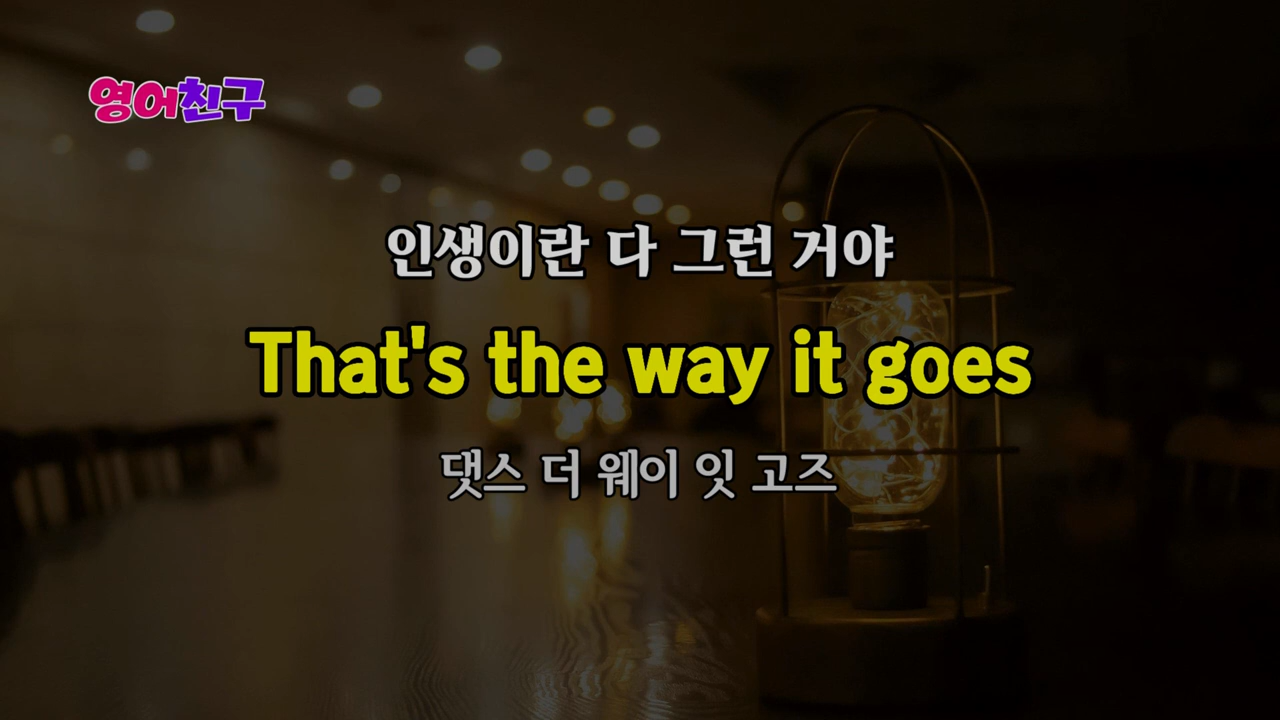 영어친구
인생이란 다 그런 거야
That's the way it goes
댓스 더 웨이 잇 고즈